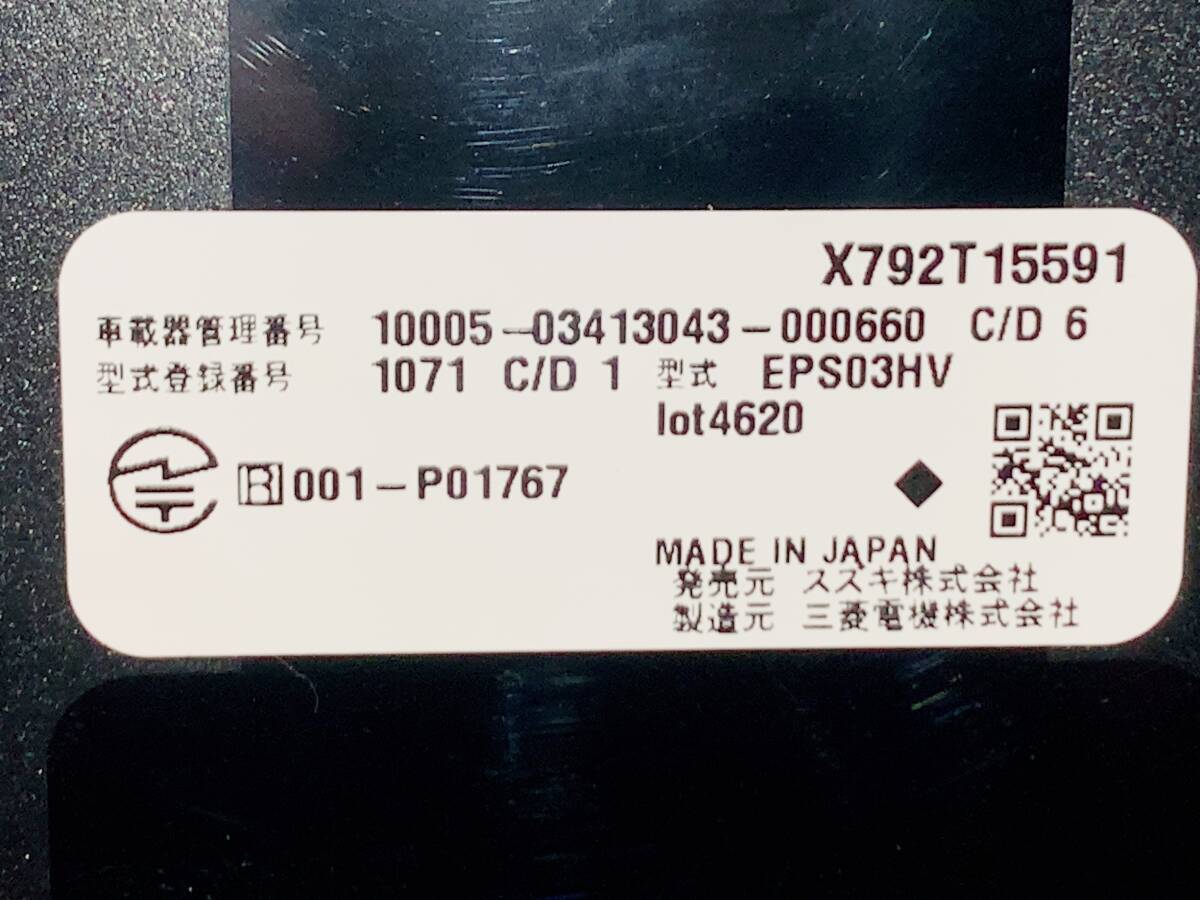 X792T15591
車載器管理番号 10005-03413043-000660 C/D 6
型式登録番号 1071 C/D 1 型式 EPS03HV
lot4620
R 001-P01767
MADE IN JAPAN
発売元 スズキ株式会社
製造元 三菱電機株式会社